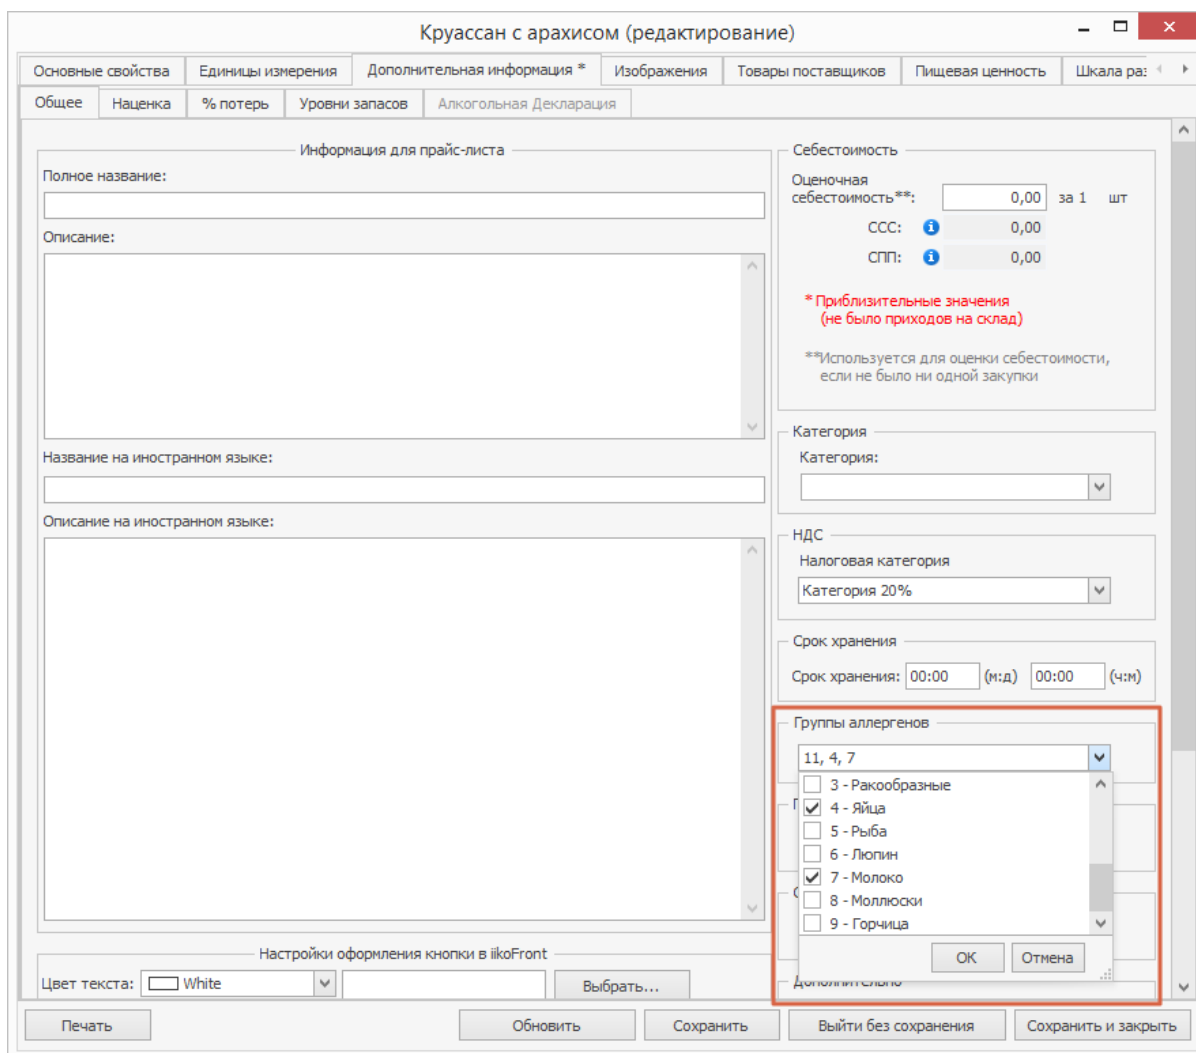 Круассан с арахисом (редактирование)
Основные свойства Единицы измерения Дополнительная информация * Изображения Товары поставщиков Пищевая ценность Шкала раз
Общее Наценка % потерь Уровни запасов Алкогольная Декларация
Информация для прайс-листа
Полное название:
Описание:
Название на иностранном языке:
Описание на иностранном языке:
Настройки оформления кнопки в iikoFront
Цвет текста: White Выбрать...
Себестоимость
Оценочная
себестоимость**: 0,00 за 1 шт
ССС: 0,00
СПП: 0,00
* Приблизительные значения
(не было приходов на склад)
**Используется для оценки себестоимости,
если не было ни одной закупки
Категория
Категория:
НДС
Налоговая категория
Категория 20%
Срок хранения
Срок хранения: 00:00 (м:д) 00:00 (ч:м)
Группы аллергенов
11, 4, 7
3 - Ракообразные
4 - Яйца
5 - Рыба
6 - Люпин
7 - Молоко
8 - Моллюски
9 - Горчица
ОК Отмена
Дополнительно
Печать Обновить Сохранить Выйти без сохранения Сохранить и закрыть